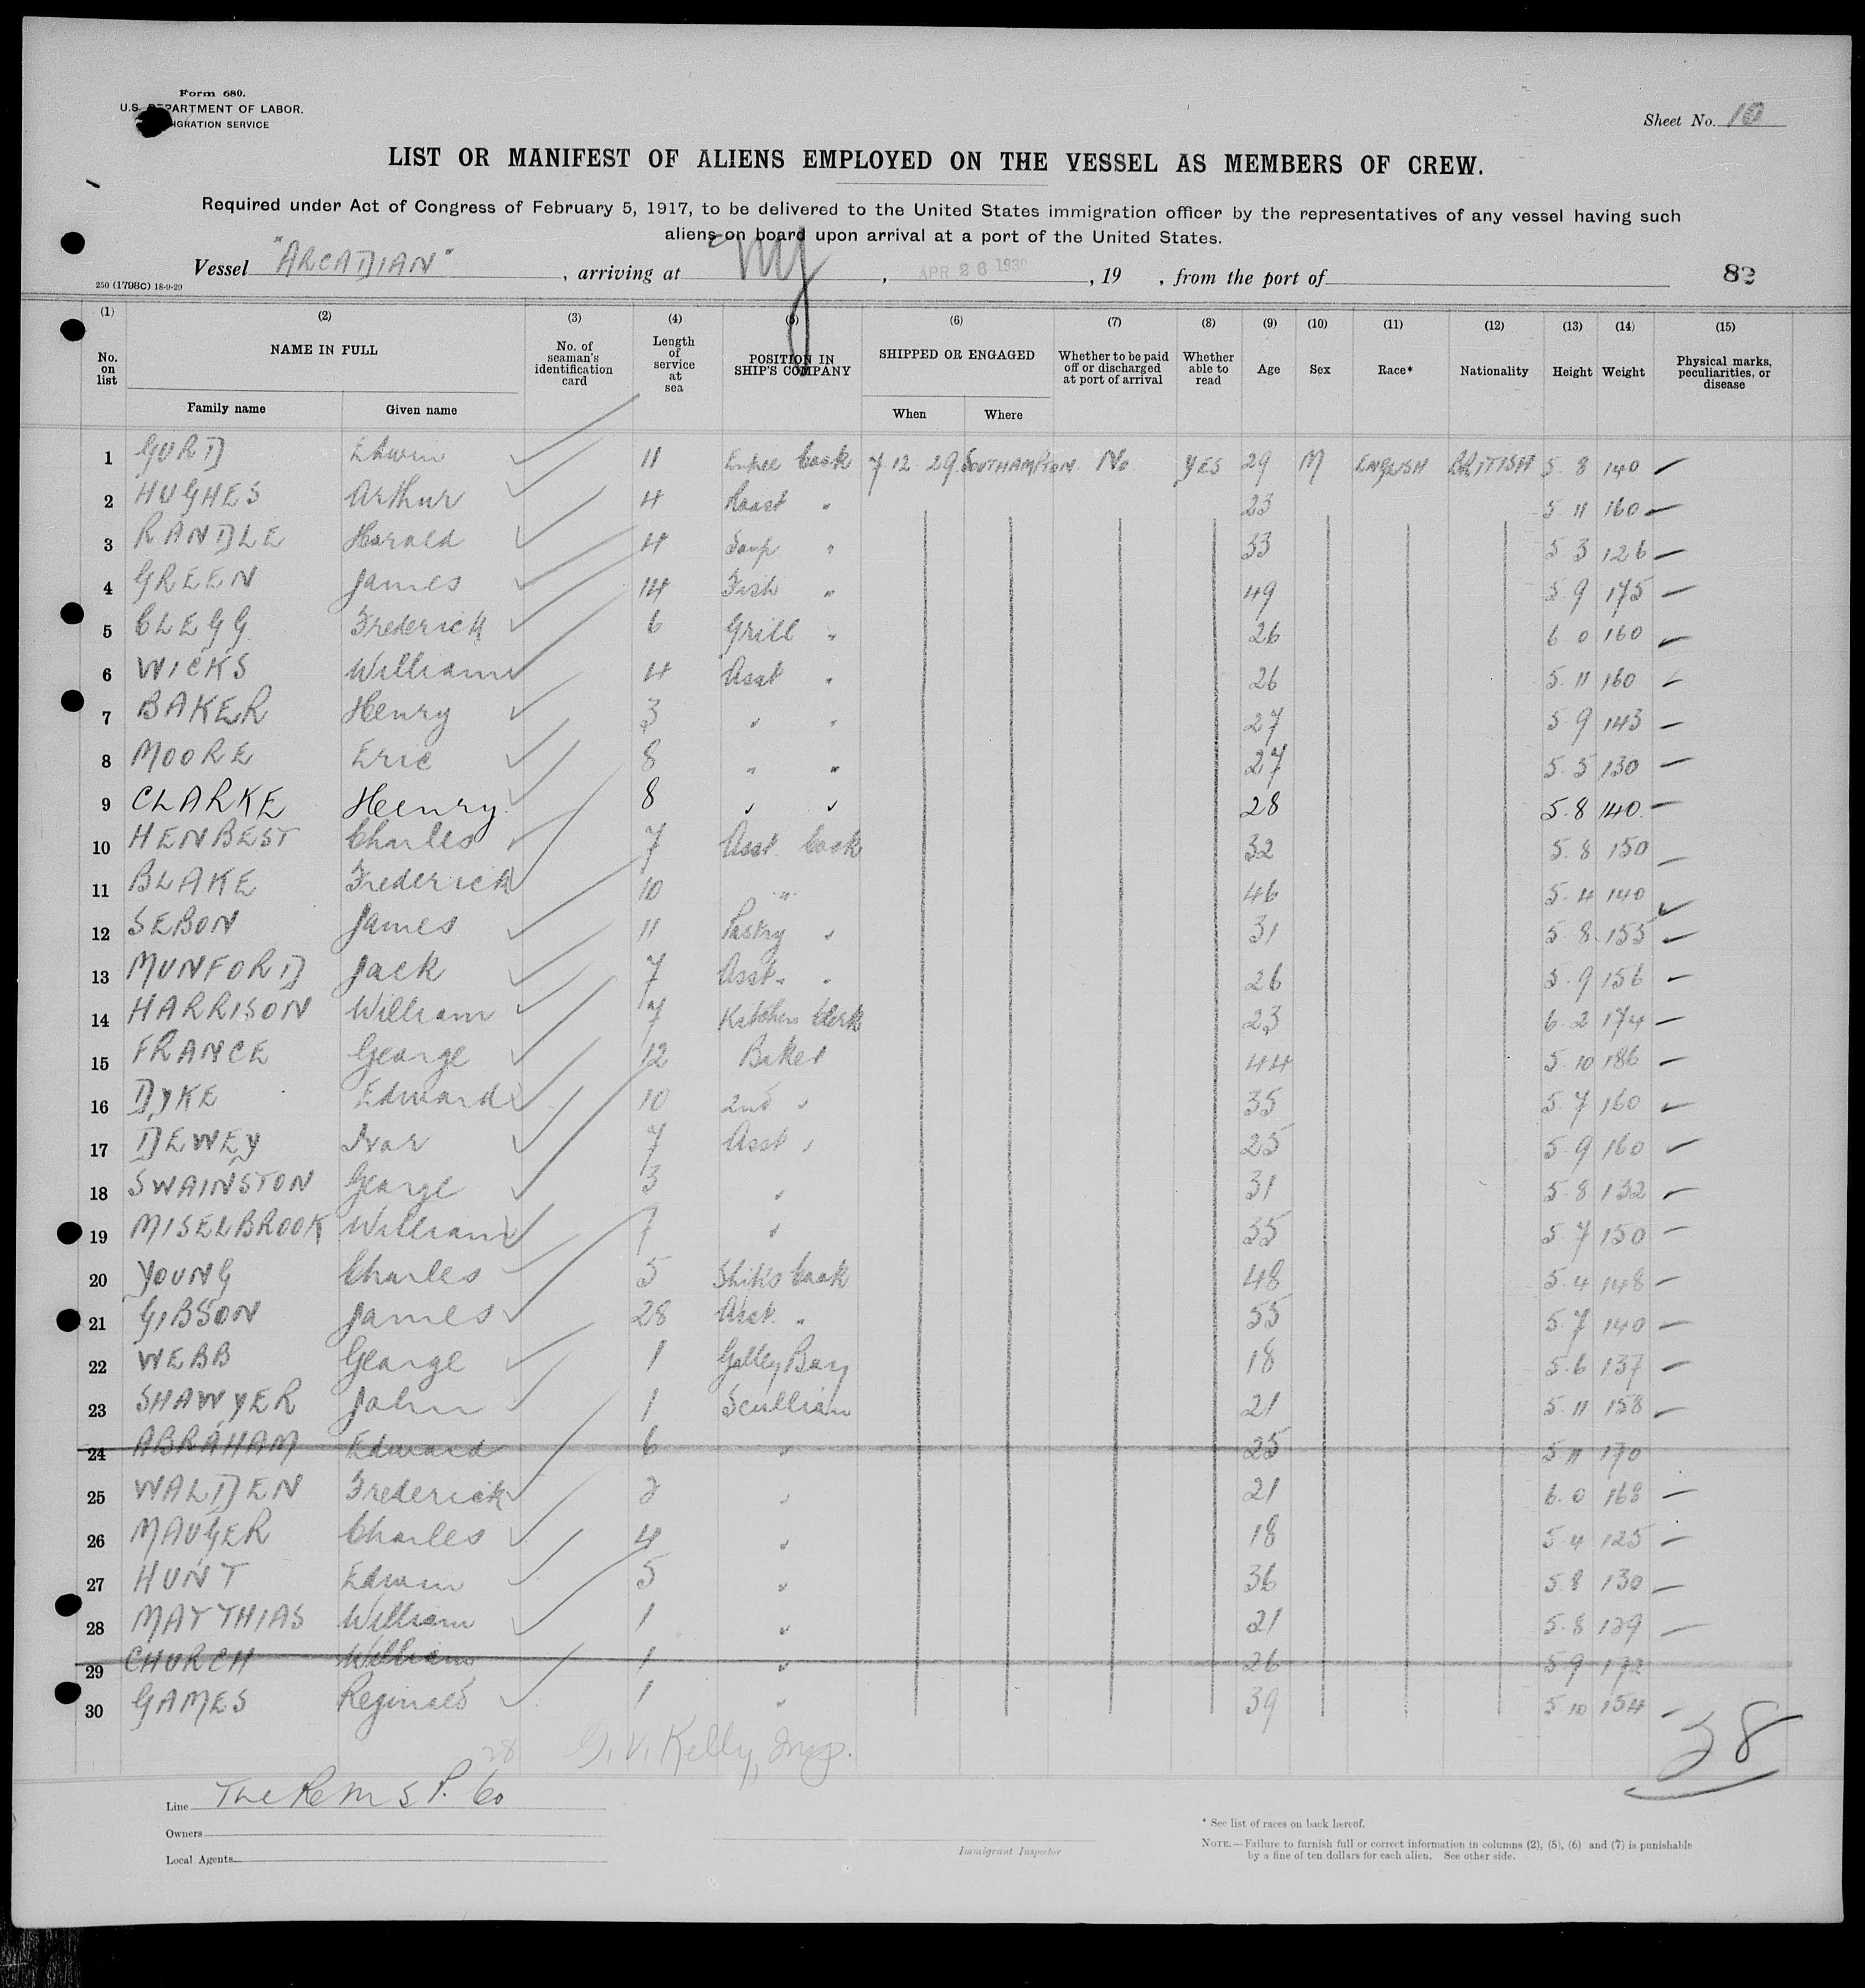 Form 680.
U.S. DEPARTMENT OF LABOR.
IGRATION SERVICE
Sheet No. 10
LIST OR MANIFEST OF ALIENS EMPLOYED ON THE VESSEL AS MEMBERS OF CREW.
Required under Act of Congress of February 5, 1917, to be delivered to the United States immigration officer by the representatives of any vessel having such
aliens on board upon arrival at a port of the United States.
Vessel "ARCADIAN", arriving at NY, APR 26 1930, 19 , from the port of
82
250 (1798C) 18-9-29
(1) (2) (3) (4) (5) (6) (7) (8) (9) (10) (11) (12) (13) (14) (15)
No. on list NAME IN FULL No. of seaman's identification card Length of service at sea POSITION IN SHIP'S COMPANY SHIPPED OR ENGAGED Whether to be paid off or discharged at port of arrival Whether able to read Age Sex Race* Nationality Height Weight Physical marks, peculiarities, or disease
Family name Given name When Where
1 GURD Edwin 11 Entree Cook 7.12.29. SOUTHAMPTON. No YES 29 M ENGLISH BRITISH 5 8 140
2 HUGHES Arthur 4 Roast " 23 5 11 160
3 RANDLE Harold 4 Soup " 33 5 3 126
4 GREEN James 14 Fish " 49 5 9 175
5 CLEGG Frederick 6 Grill " 26 6 0 160
6 WICKS William 4 Asst " 26 5 11 160
7 BAKER Henry 3 " " 27 5 9 143
8 MOORE Eric 8 " " 27 5 5 130
9 CLARKE Henry 8 " " 28 5.8 140.
10 HENBEST Charles 7 Asst. Cook 32 5. 8 150
11 BLAKE Frederick 10 " 46 5. 4 140
12 SEBON James 11 Pastry " 31 5 8. 155
13 MUNFORD Jack 7 Asst " " 26 5. 9 156
14 HARRISON William 7 Kitchen Clerk 23 6. 2 174
15 FRANCE George 12 Baker 44 5 10 186
16 DYKE Edward 10 2nd " 35 5 7 160
17 DEWEY Ivor 7 Asst " 25 5 9 160
18 SWAINSTON George 3 " 31 5 8 132
19 MISELBROOK William 7 " 35 5 7 150
20 YOUNG Charles 5 Ship's Cook 48 5. 4 148
21 GIBSON James 28 Asst. " 55 5. 7 140
22 WEBB George 1 Galley Boy 18 5. 6 137
23 SHAWYER John 1 Scullian 21 5. 11 158
24 ABRAHAM Edward 6 " 25 5 11 170
25 WALDEN Frederick 2 " 21 6. 0 168
26 MAUGER Charles 4 " 18 5 4 125
27 HUNT Edwin 5 " 36 5 8 130
28 MATTHIAS William 1 " 21 5. 8 139
29 CHURCH William 1 " 26 5 9 172
30 GAMES Reginald 1 " 39 5 10 154
28 G. V. Kelly, Insp.
38
Line The R.M.S.P. Co
Owners
Local Agents
Immigrant Inspector
* See list of races on back hereof.
NOTE.—Failure to furnish full or correct information in columns (2), (5), (6) and (7) is punishable
by a fine of ten dollars for each alien. See other side.